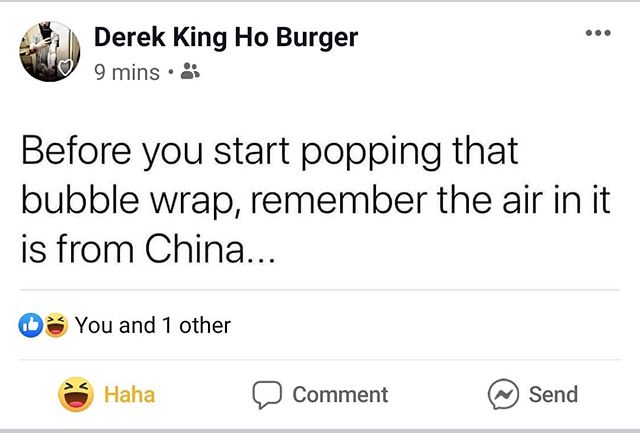 Derek King Ho Burger
9 mins •
Before you start popping that
bubble wrap, remember the air in it
is from China...
You and 1 other
Haha
Comment
Send